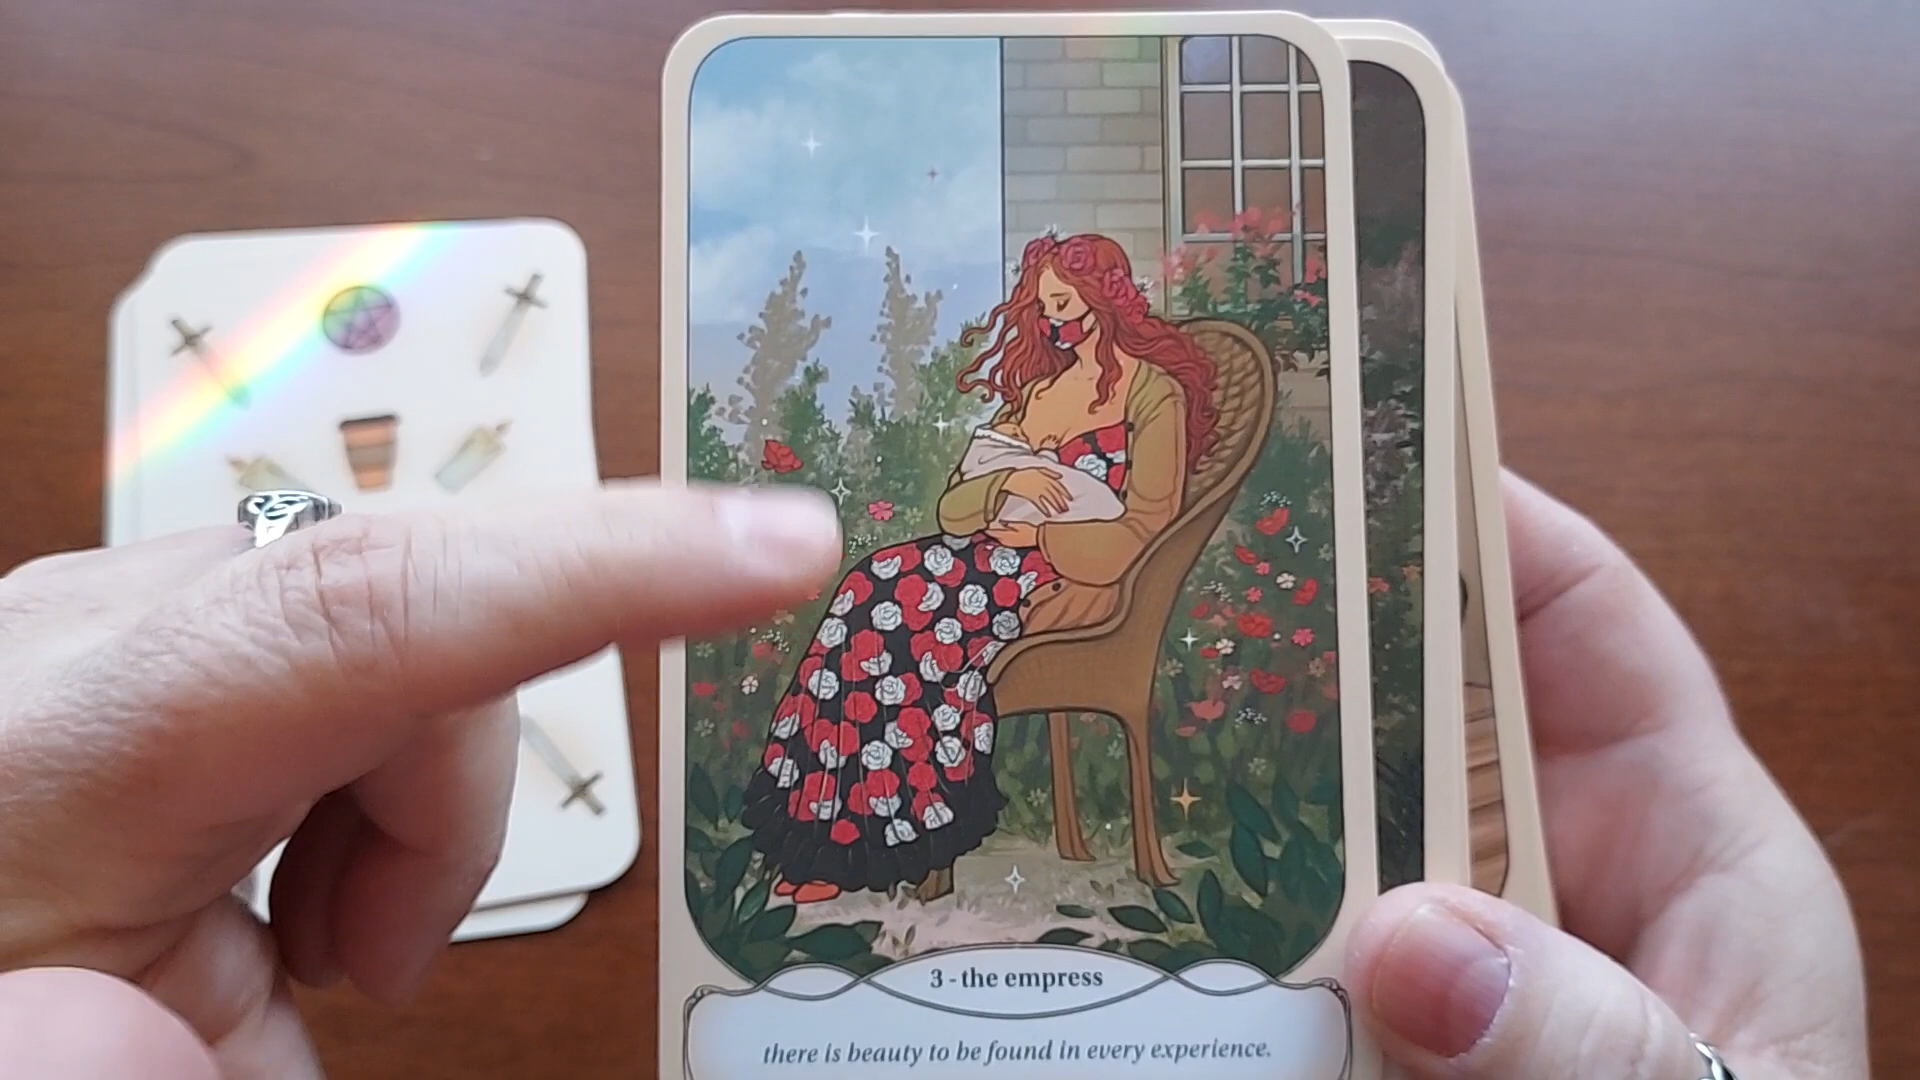 3 - the empress
there is beauty to be found in every experience.